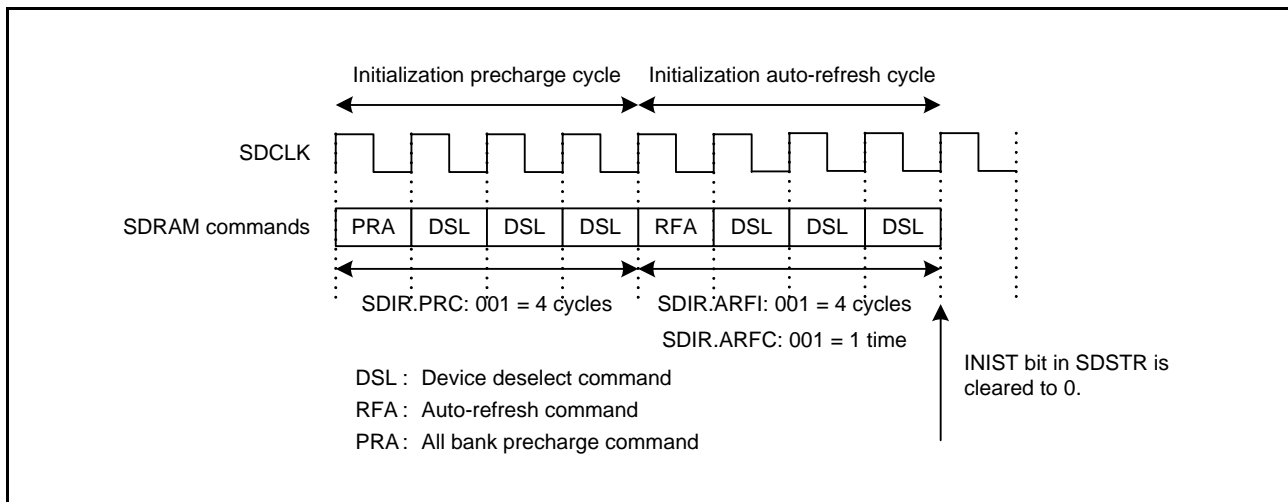 Initialization precharge cycle Initialization auto-refresh cycle
SDCLK
SDRAM commands PRA DSL DSL DSL RFA DSL DSL DSL
SDIR.PRC: 001 = 4 cycles SDIR.ARFI: 001 = 4 cycles
SDIR.ARFC: 001 = 1 time
INIST bit in SDSTR is
cleared to 0.
DSL : Device deselect command
RFA : Auto-refresh command
PRA : All bank precharge command